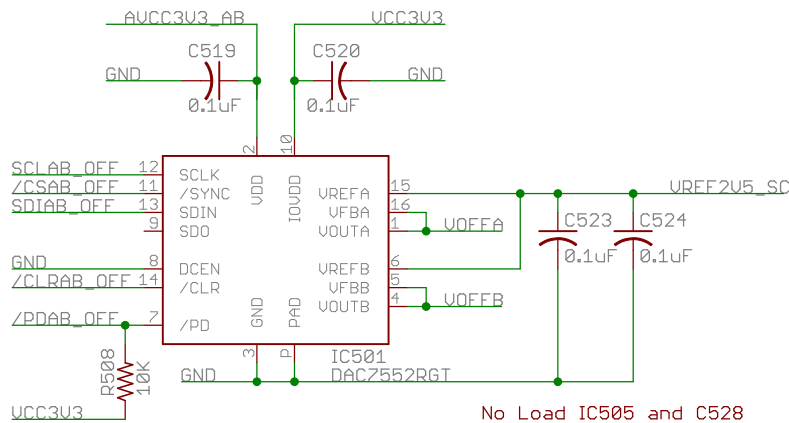 AVCC3V3_AB VCC3V3
C519 C520
GND GND
0.1uF 0.1uF
2 10
SCLAB_OFF 12 SCLK
/CSAB_OFF 11 /SYNC VDD IOVDD VREFA 15 VREF2V5_SC
SDIAB_OFF 13 SDIN VFBA 16
9 SDO VOUTA 1 VOFFA C523 C524
0.1uF 0.1uF
GND 8 DCEN VREFB 6
/CLRAB_OFF 14 /CLR VFBB 5
GND PAD VOUTB 4 VOFFB
/PDAB_OFF 7 /PD
3 P IC501
GND DAC7552RGT
R508 10K
VCC3V3
No Load IC505 and C528